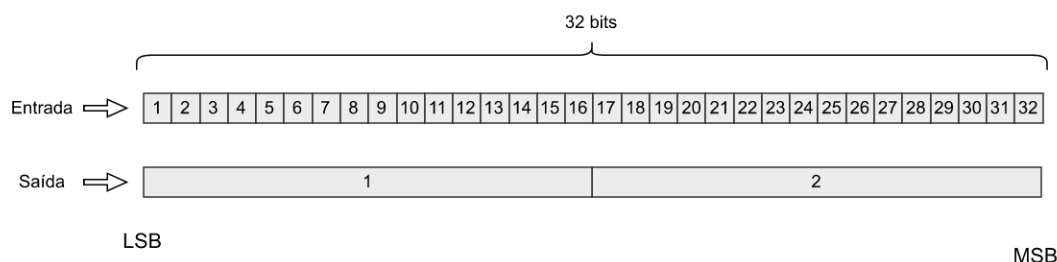 32 bits
Entrada 1 2 3 4 5 6 7 8 9 10 11 12 13 14 15 16 17 18 19 20 21 22 23 24 25 26 27 28 29 30 31 32
Saída 1 2
LSB
MSB